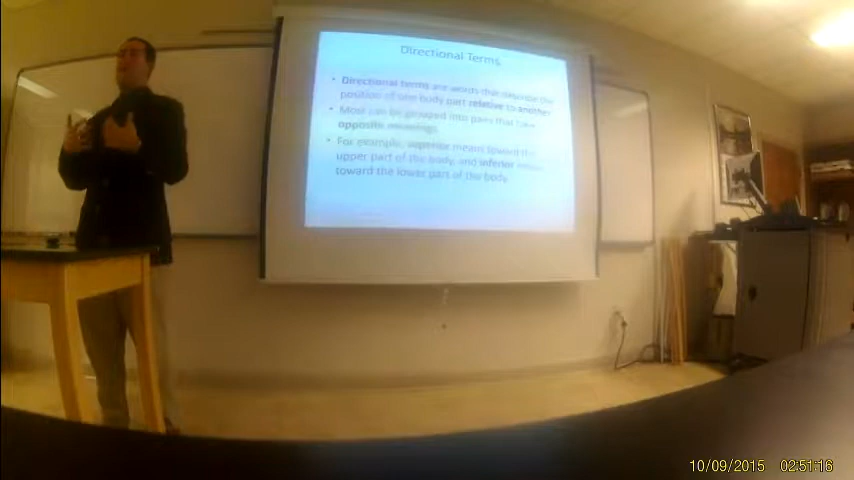 Directional Terms
• Directional terms are words that describe the
position of one body part relative to another
• Most can be grouped into pairs that have
opposite meanings.
• For example, superior means toward the
upper part of the body, and inferior means
toward the lower part of the body.
10/09/2015 02:51:16